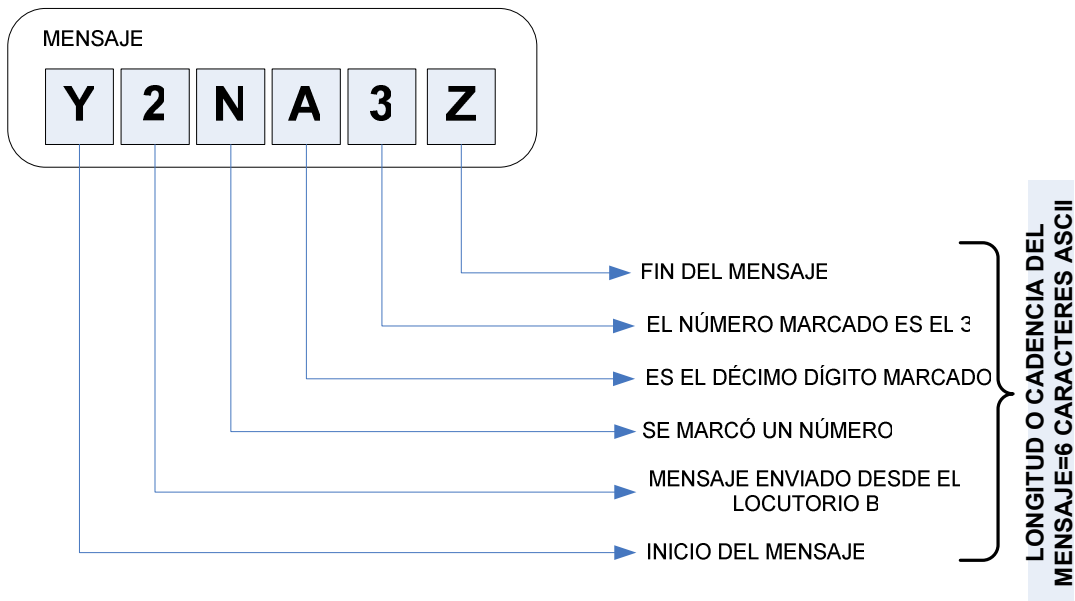 MENSAJE
Y 2 N A 3 Z
FIN DEL MENSAJE
EL NÚMERO MARCADO ES EL 3
ES EL DÉCIMO DÍGITO MARCADO
SE MARCÓ UN NÚMERO
MENSAJE ENVIADO DESDE EL
LOCUTORIO B
INICIO DEL MENSAJE
LONGITUD O CADENCIA DEL
MENSAJE=6 CARACTERES ASCII